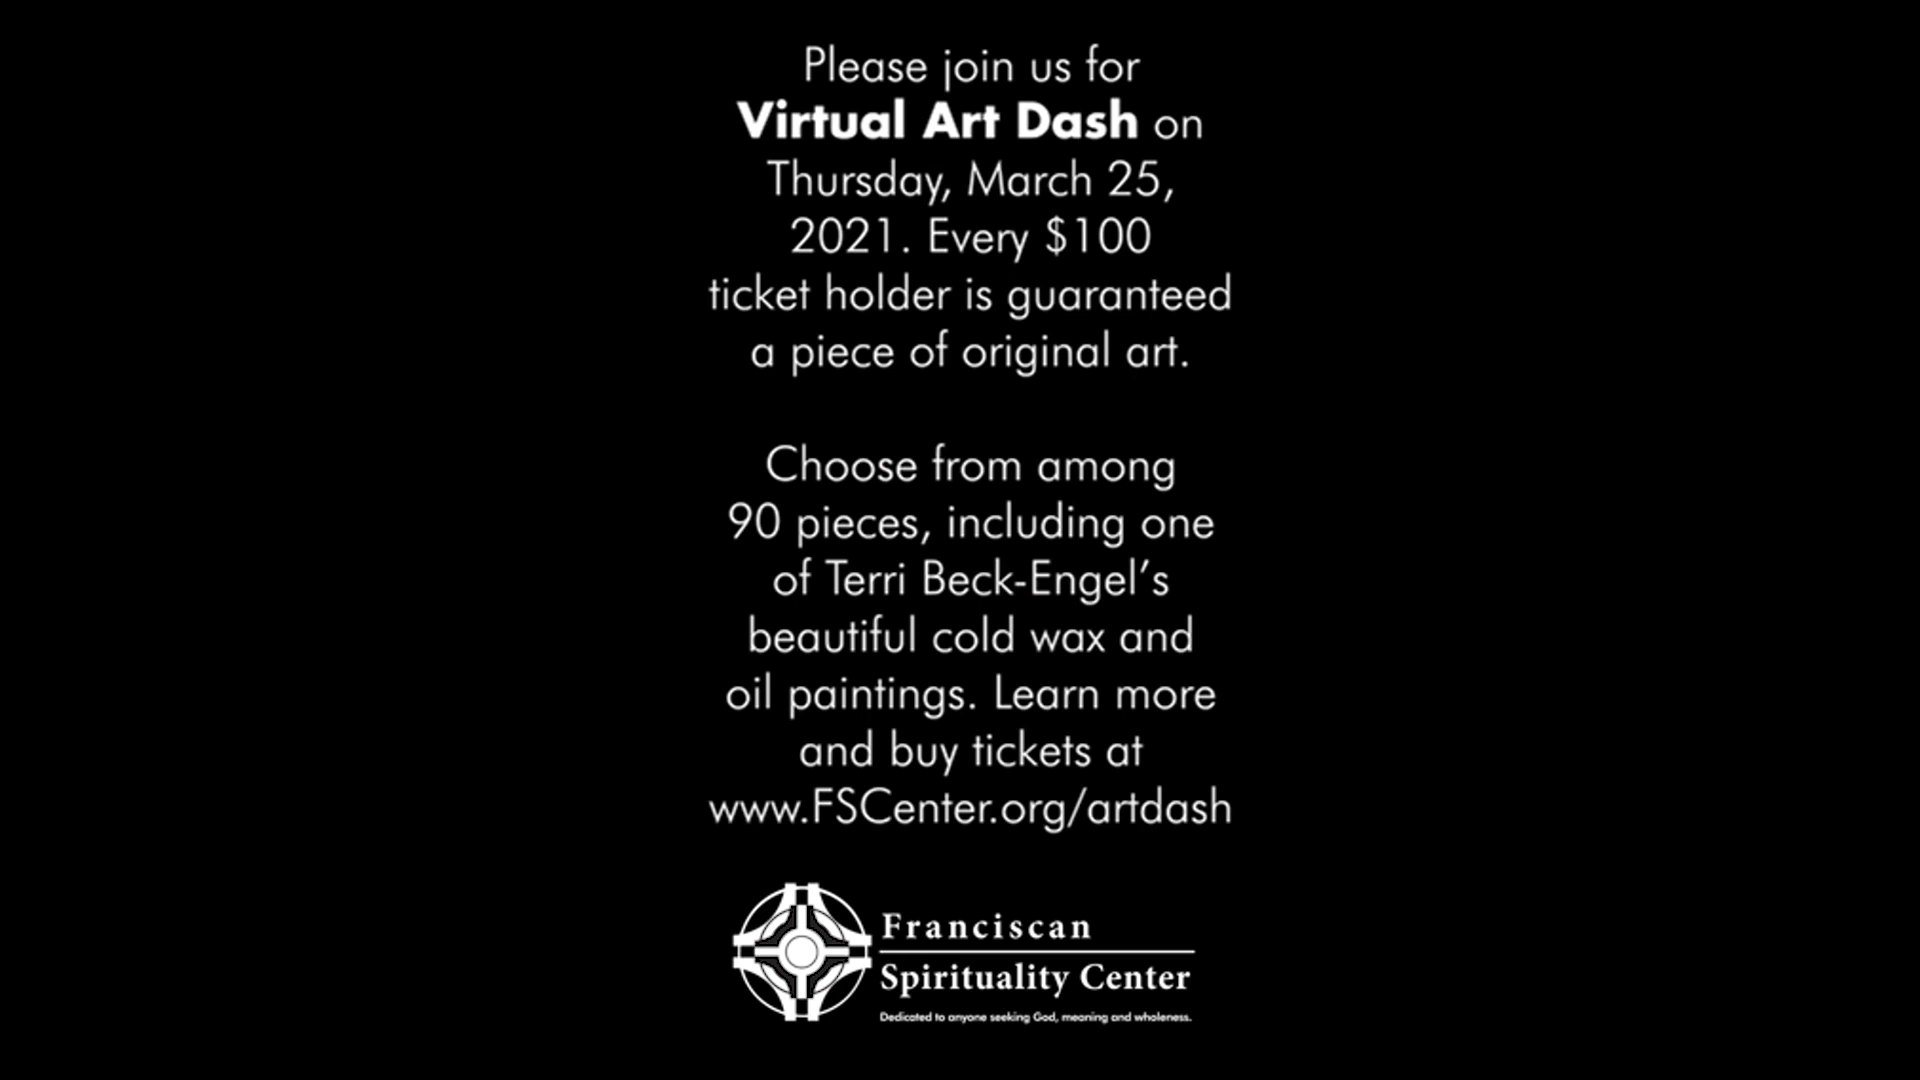 Please join us for
Virtual Art Dash on
Thursday, March 25,
2021. Every $100
ticket holder is guaranteed
a piece of original art.
Choose from among
90 pieces, including one
of Terri Beck-Engel’s
beautiful cold wax and
oil paintings. Learn more
and buy tickets at
www.FSCenter.org/artdash
Franciscan
Spirituality Center
Dedicated to anyone seeking God, meaning and wholeness.